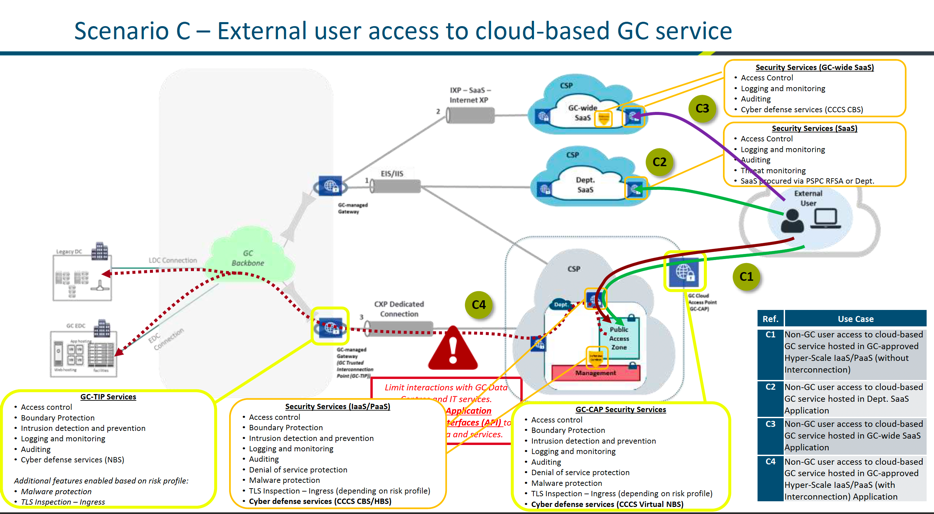 Scenario C – External user access to cloud-based GC service
Security Services (GC-wide SaaS)
• Access Control
• Logging and monitoring
• Auditing
• Cyber defense services (CCCS CBS)
Security Services (SaaS)
• Access Control
• Logging and monitoring
• Auditing
• Threat monitoring
• SaaS procured via PSPC RFSA or Dept.
IXP – SaaS –
Internet XP
2
CSP
GC-wide
SaaS
C3
EIS/IIS
1
GC-managed
Gateway
CSP
Dept.
SaaS
C2
External
User
GC
Backbone
Legacy DC
LDC Connection
GC EDC
EDC
Connection
CXP Dedicated
Connection
3
C4
GC-managed
Gateway
(GC Trusted
Interconnection
Point (GC-TIP))
CSP
Dept.
Public
Access
Zone
Management
GC Cloud
Access Point
(GC-CAP)
C1
Limit interactions with GC Data
and IT services.
Application
terfaces (API) to
a and services.
GC-TIP Services
• Access control
• Boundary Protection
• Intrusion detection and prevention
• Logging and monitoring
• Auditing
• Cyber defense services (NBS)
Additional features enabled based on risk profile:
• Malware protection
• TLS Inspection – Ingress
Security Services (IaaS/PaaS)
• Access control
• Boundary Protection
• Intrusion detection and prevention
• Logging and monitoring
• Auditing
• Denial of service protection
• Malware protection
• TLS Inspection – Ingress (depending on risk profile)
• Cyber defense services (CCCS CBS/HBS)
GC-CAP Security Services
• Access control
• Boundary Protection
• Intrusion detection and prevention
• Logging and monitoring
• Auditing
• Denial of service protection
• Malware protection
• TLS Inspection – Ingress (depending on risk profile)
• Cyber defense services (CCCS Virtual NBS)
Ref. Use Case
C1 Non-GC user access to cloud-based
GC service hosted in GC-approved
Hyper-Scale IaaS/PaaS (without
Interconnection)
C2 Non-GC user access to cloud-based
GC service hosted in Dept. SaaS
Application
C3 Non-GC user access to cloud-based
GC service hosted in GC-wide SaaS
Application
C4 Non-GC user access to cloud-based
GC service hosted in GC-approved
Hyper-Scale IaaS/PaaS (with
Interconnection) Application